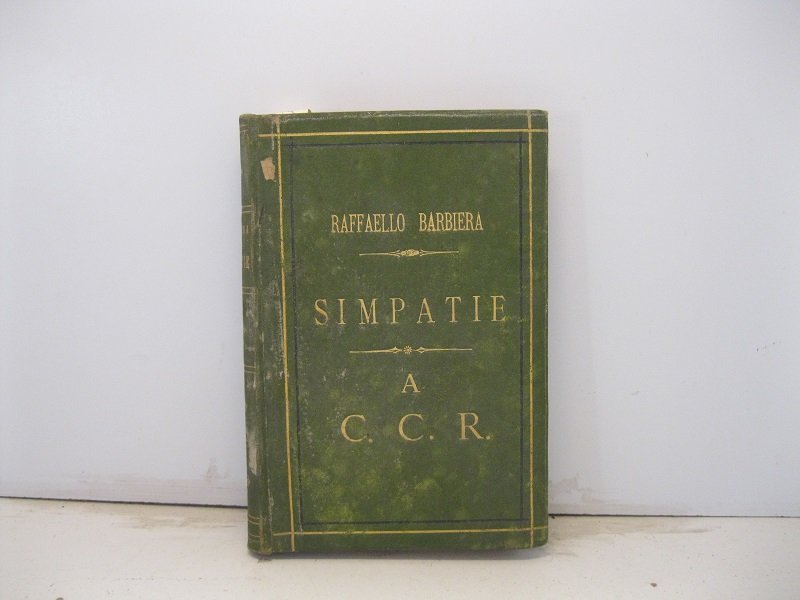 RAFFAELLO BARBIERA
SIMPATIE
A
C. C. R.